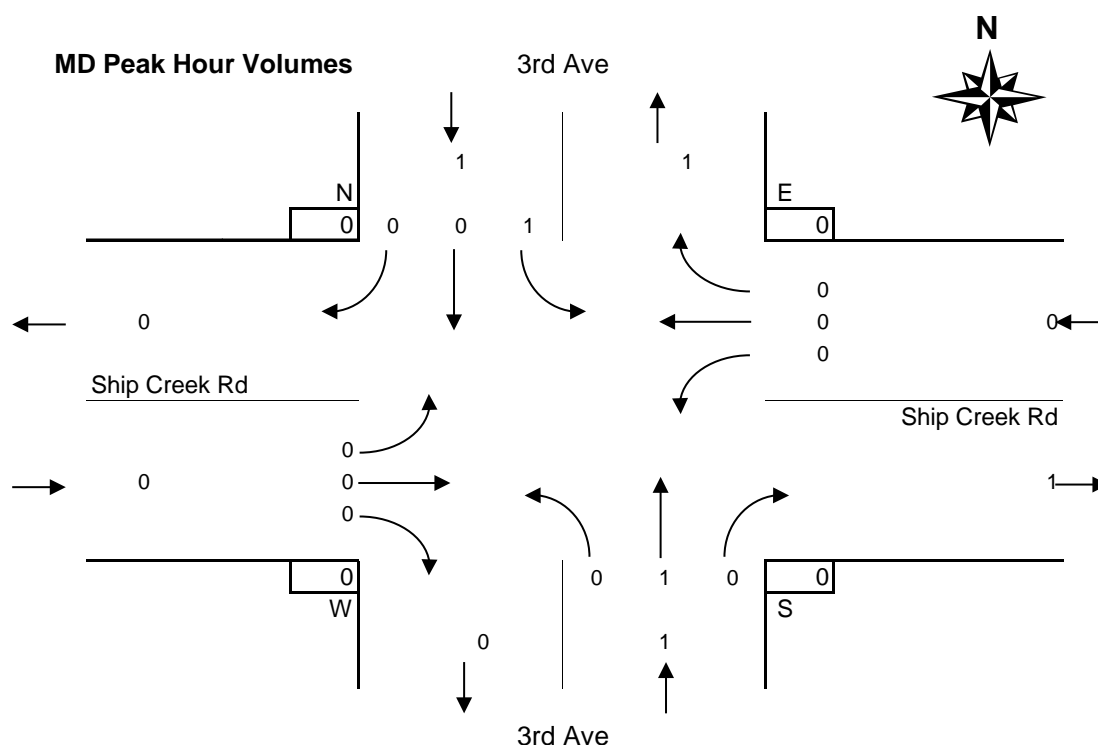 N
MD Peak Hour Volumes 3rd Ave
1 1
N E
0 0 0 1 0
0
0 0 0
0
Ship Creek Rd
Ship Creek Rd
0
0 0 1
0
0 0 1 0 0
W S
0 1
3rd Ave